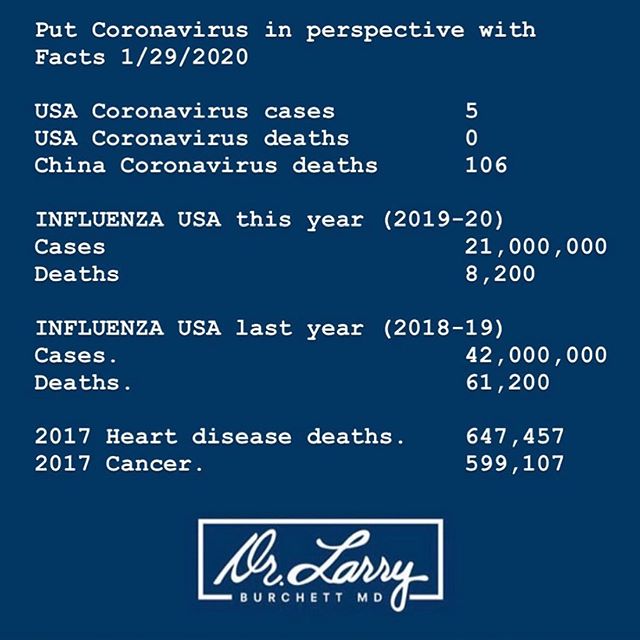 Put Coronavirus in perspective with
Facts 1/29/2020
USA Coronavirus cases 5
USA Coronavirus deaths 0
China Coronavirus deaths 106
INFLUENZA USA this year (2019-20)
Cases 21,000,000
Deaths 8,200
INFLUENZA USA last year (2018-19)
Cases. 42,000,000
Deaths. 61,200
2017 Heart disease deaths. 647,457
2017 Cancer. 599,107
Dr. Larry
BURCHETT MD